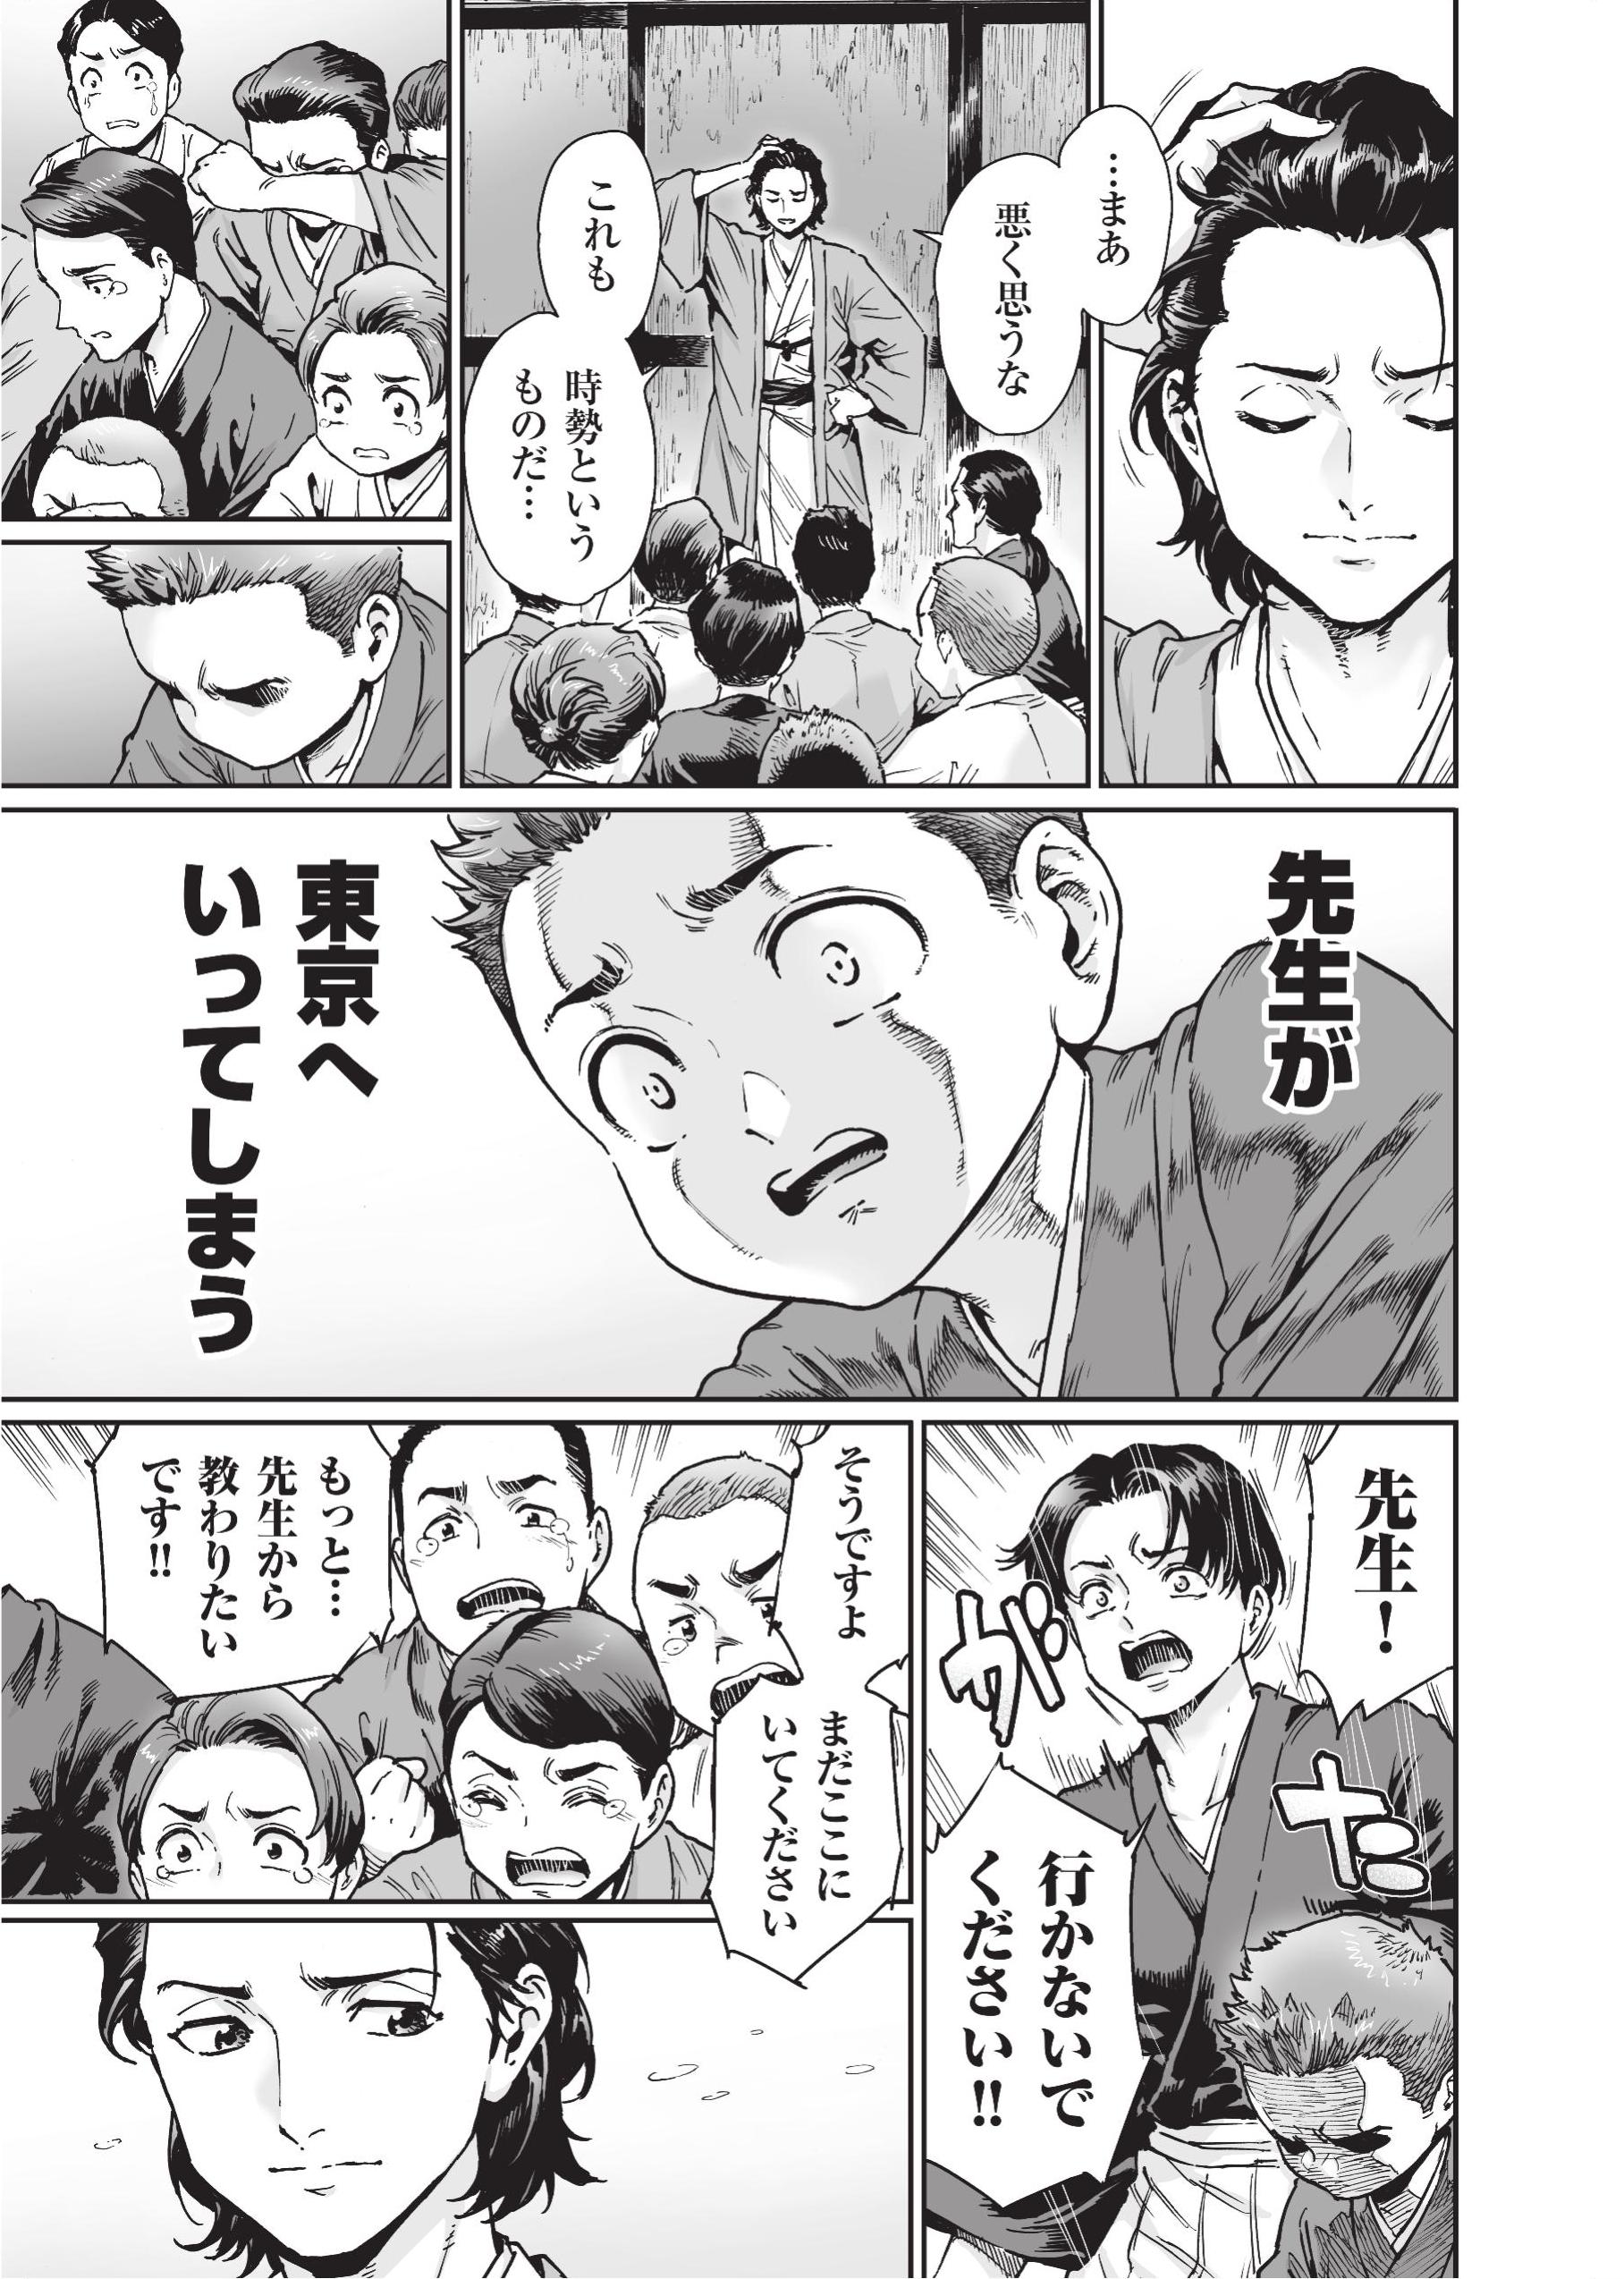 …まあ
悪く思うな
これも
時勢という
ものだ…
先生が
東京へ
いってしまう
先生！
ガタ
行かないで
ください!!
そうですよ
まだここに
いてください
もっと…
先生から
教わりたい
です!!